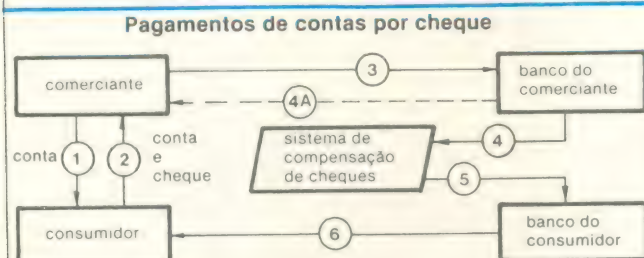 Pagamentos de contas por cheque
comerciante
3
banco do
comerciante
4A
conta
1
2
conta
e
cheque
sistema de
compensação
de cheques
4
5
consumidor
6
banco do
consumidor